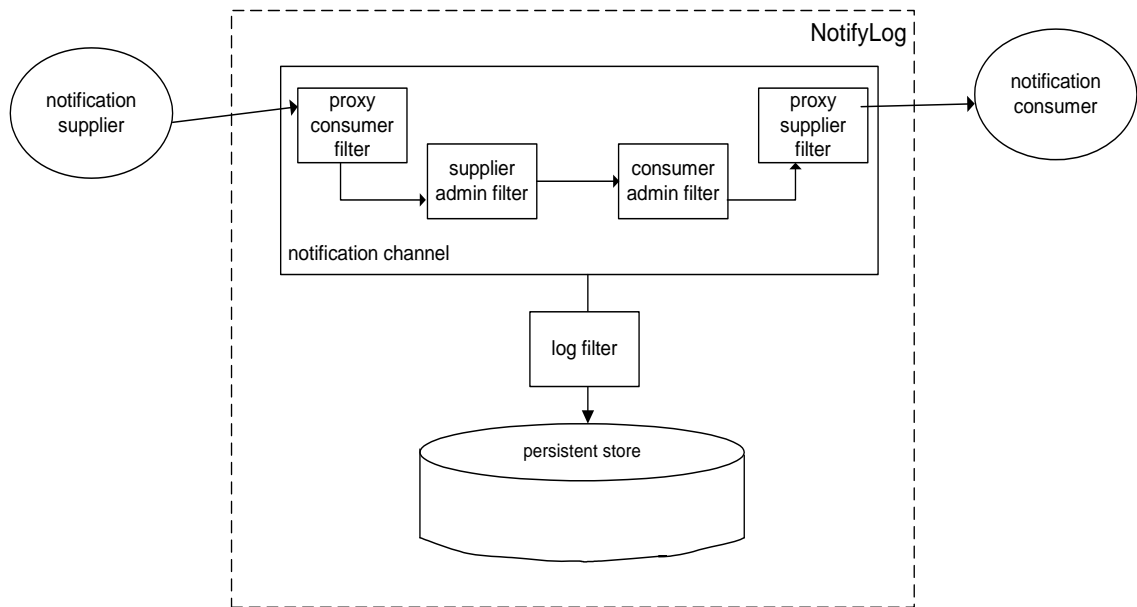 NotifyLog
notification
supplier
proxy
consumer
filter
supplier
admin filter
consumer
admin filter
proxy
supplier
filter
notification
consumer
notification channel
log filter
persistent store